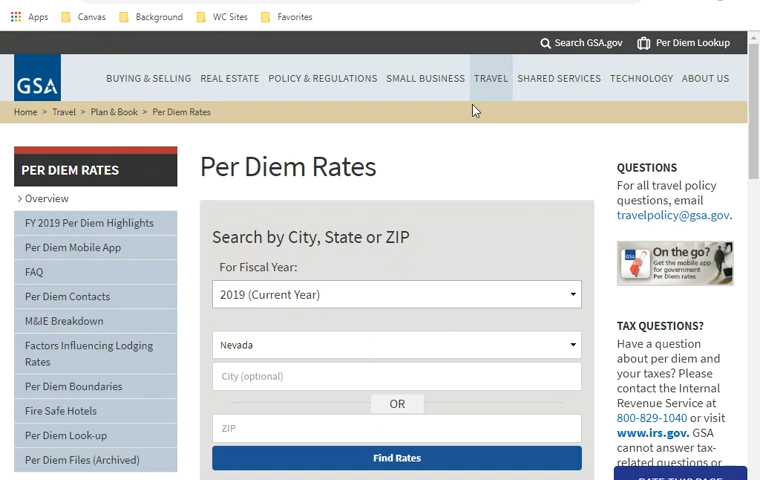 Apps Canvas Background WC Sites Favorites
Search GSA.gov Per Diem Lookup
GSA
BUYING & SELLING REAL ESTATE POLICY & REGULATIONS SMALL BUSINESS TRAVEL SHARED SERVICES TECHNOLOGY ABOUT US
Home > Travel > Plan & Book > Per Diem Rates
PER DIEM RATES
> Overview
FY 2019 Per Diem Highlights
Per Diem Mobile App
FAQ
Per Diem Contacts
M&IE Breakdown
Factors Influencing Lodging
Rates
Per Diem Boundaries
Fire Safe Hotels
Per Diem Look-up
Per Diem Files (Archived)
Per Diem Rates
Search by City, State or ZIP
For Fiscal Year:
2019 (Current Year)
Nevada
City (optional)
OR
ZIP
Find Rates
QUESTIONS
For all travel policy
questions, email
travelpolicy@gsa.gov.
GSA
On the go?
Get the mobile app
for government
Per Diem rates
TAX QUESTIONS?
Have a question
about per diem and
your taxes? Please
contact the Internal
Revenue Service at
800-829-1040 or visit
www.irs.gov. GSA
cannot answer tax-
related questions or
RATE THIS PAGE